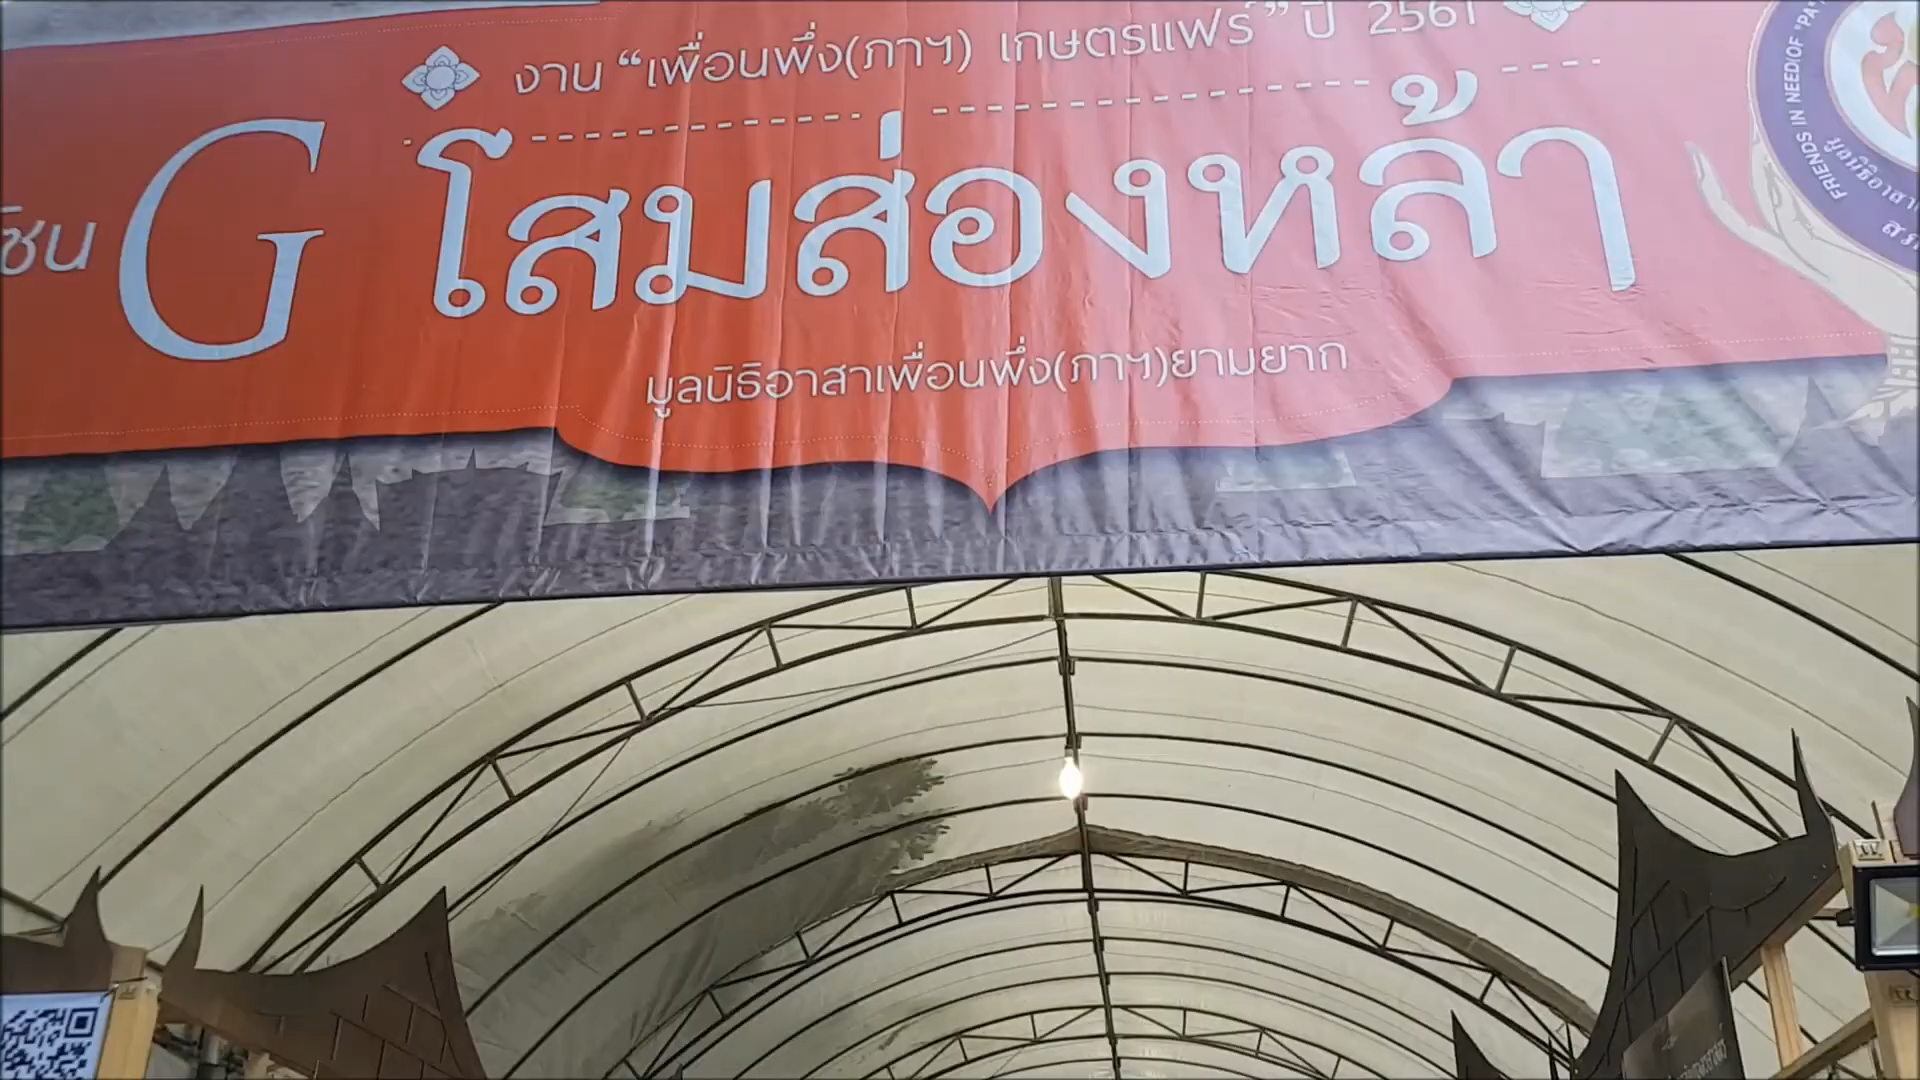 งาน “เพื่อนพึ่ง(ภาฯ) เกษตรแฟร์” ปี 2561
G โสมส่องหล้า
มูลนิธิอาสาเพื่อนพึ่ง(ภาฯ)ยามยาก
FRIENDS IN NEED(OF "PA")